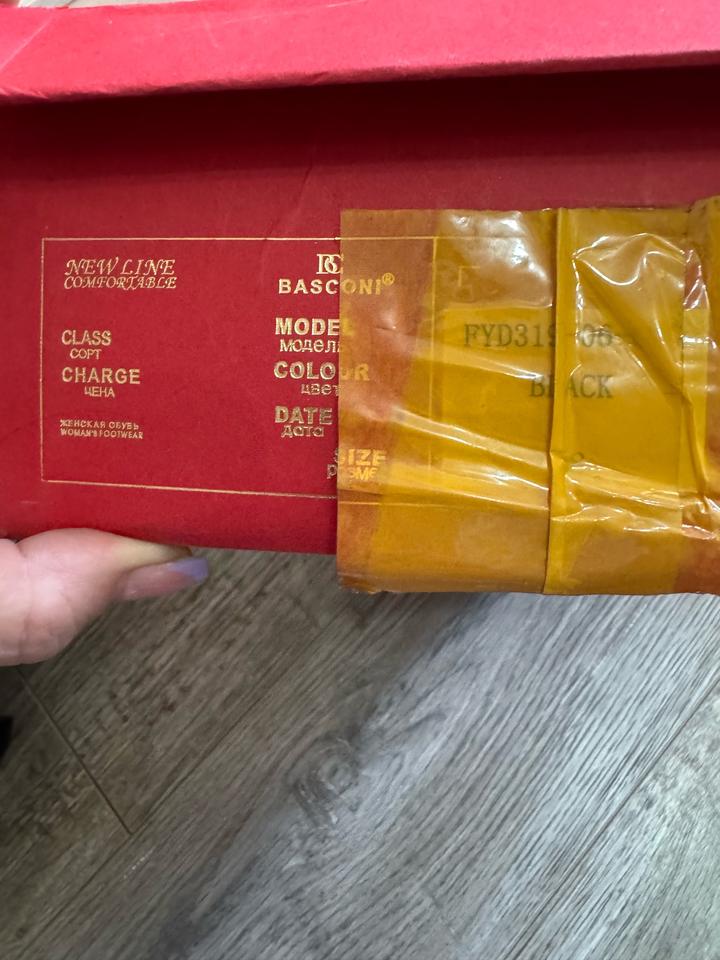 NEW LINE
COMFORTABLE
BASCONI®
CLASS
СОРТ
CHARGE
ЦЕНА
ЖЕНСКАЯ ОБУВЬ
WOMAN'S FOOTWEAR
MODEL
модель
COLOUR
цвет
BLACK
DATE
дата
SIZE